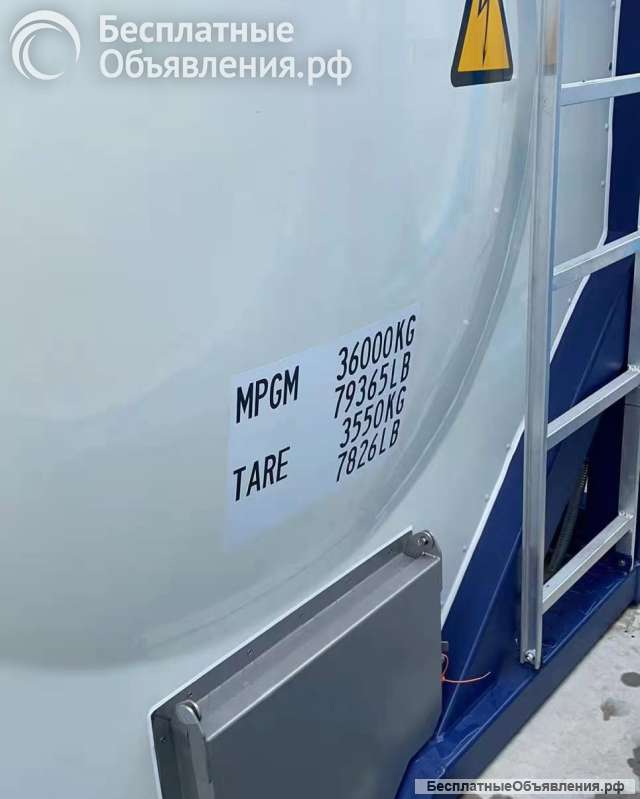 Бесплатные
Объявления.рф
MPGM 36000KG
79365LB
TARE 3550KG
7826LB
БесплатныеОбъявления.рф